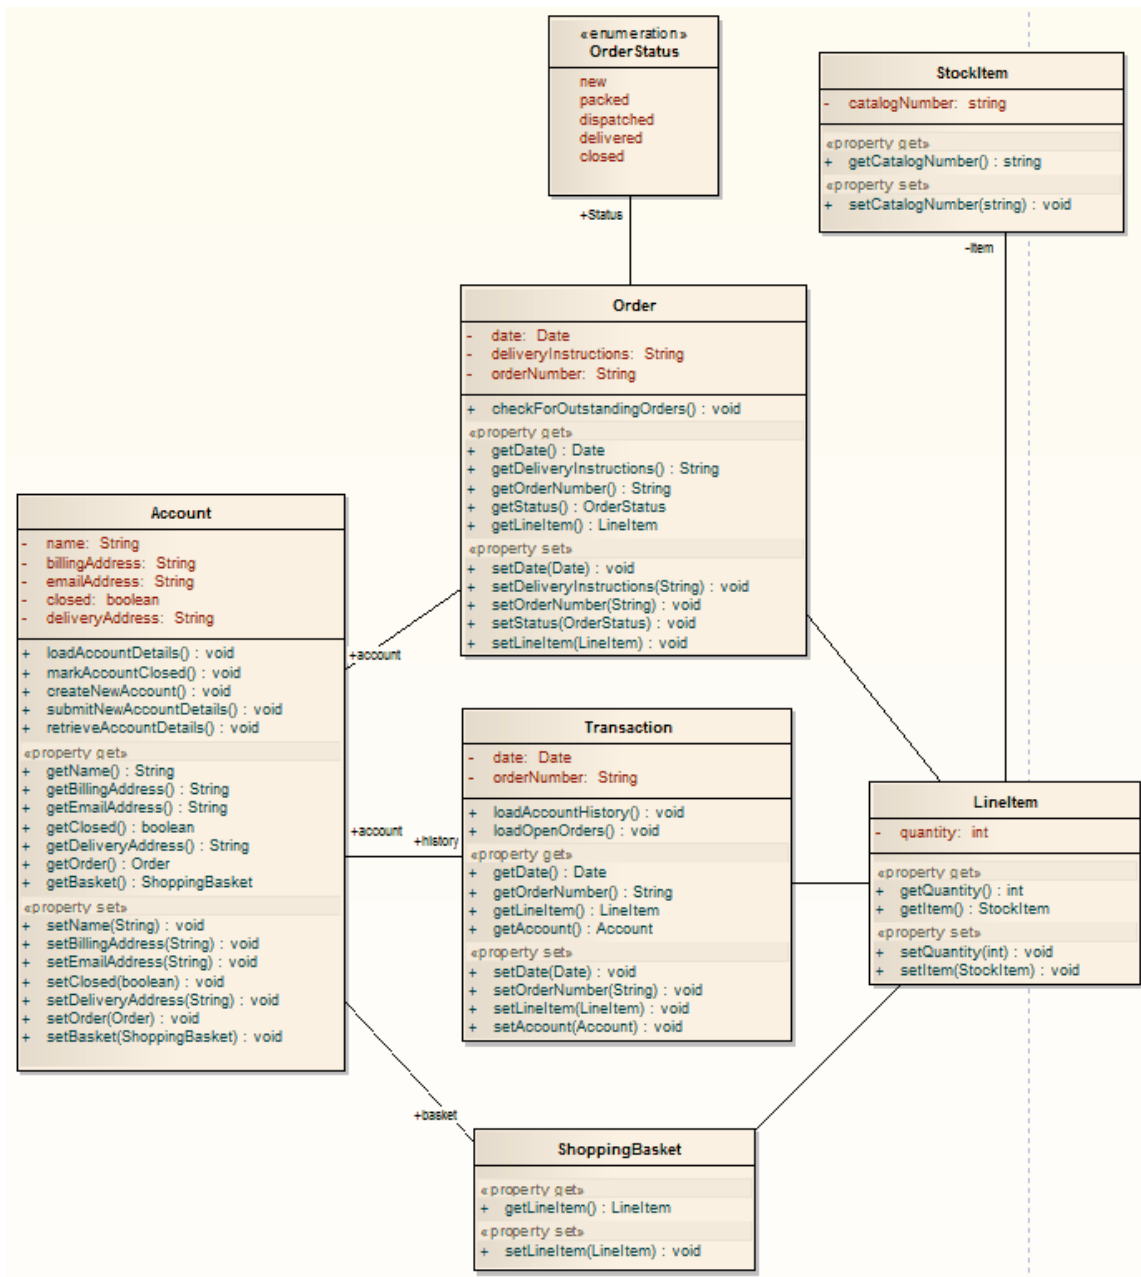 «enumeration»
OrderStatus
new
packed
dispatched
delivered
closed
+Status
StockItem
- catalogNumber: string
«property get»
+ getCatalogNumber() : string
«property set»
+ setCatalogNumber(string) : void
-Item
Order
- date: Date
- deliveryInstructions: String
- orderNumber: String
+ checkForOutstandingOrders() : void
«property get»
+ getDate() : Date
+ getDeliveryInstructions() : String
+ getOrderNumber() : String
+ getStatus() : OrderStatus
+ getLineItem() : LineItem
«property set»
+ setDate(Date) : void
+ setDeliveryInstructions(String) : void
+ setOrderNumber(String) : void
+ setStatus(OrderStatus) : void
+ setLineItem(LineItem) : void
Account
- name: String
- billingAddress: String
- emailAddress: String
- closed: boolean
- deliveryAddress: String
+ loadAccountDetails() : void
+ markAccountClosed() : void
+ createNewAccount() : void
+ submitNewAccountDetails() : void
+ retrieveAccountDetails() : void
«property get»
+ getName() : String
+ getBillingAddress() : String
+ getEmailAddress() : String
+ getClosed() : boolean
+ getDeliveryAddress() : String
+ getOrder() : Order
+ getBasket() : ShoppingBasket
«property set»
+ setName(String) : void
+ setBillingAddress(String) : void
+ setEmailAddress(String) : void
+ setClosed(boolean) : void
+ setDeliveryAddress(String) : void
+ setOrder(Order) : void
+ setBasket(ShoppingBasket) : void
+account
+account
+history
+basket
Transaction
- date: Date
- orderNumber: String
+ loadAccountHistory() : void
+ loadOpenOrders() : void
«property get»
+ getDate() : Date
+ getOrderNumber() : String
+ getLineItem() : LineItem
+ getAccount() : Account
«property set»
+ setDate(Date) : void
+ setOrderNumber(String) : void
+ setLineItem(LineItem) : void
+ setAccount(Account) : void
LineItem
- quantity: int
«property get»
+ getQuantity() : int
+ getItem() : StockItem
«property set»
+ setQuantity(int) : void
+ setItem(StockItem) : void
ShoppingBasket
«property get»
+ getLineItem() : LineItem
«property set»
+ setLineItem(LineItem) : void